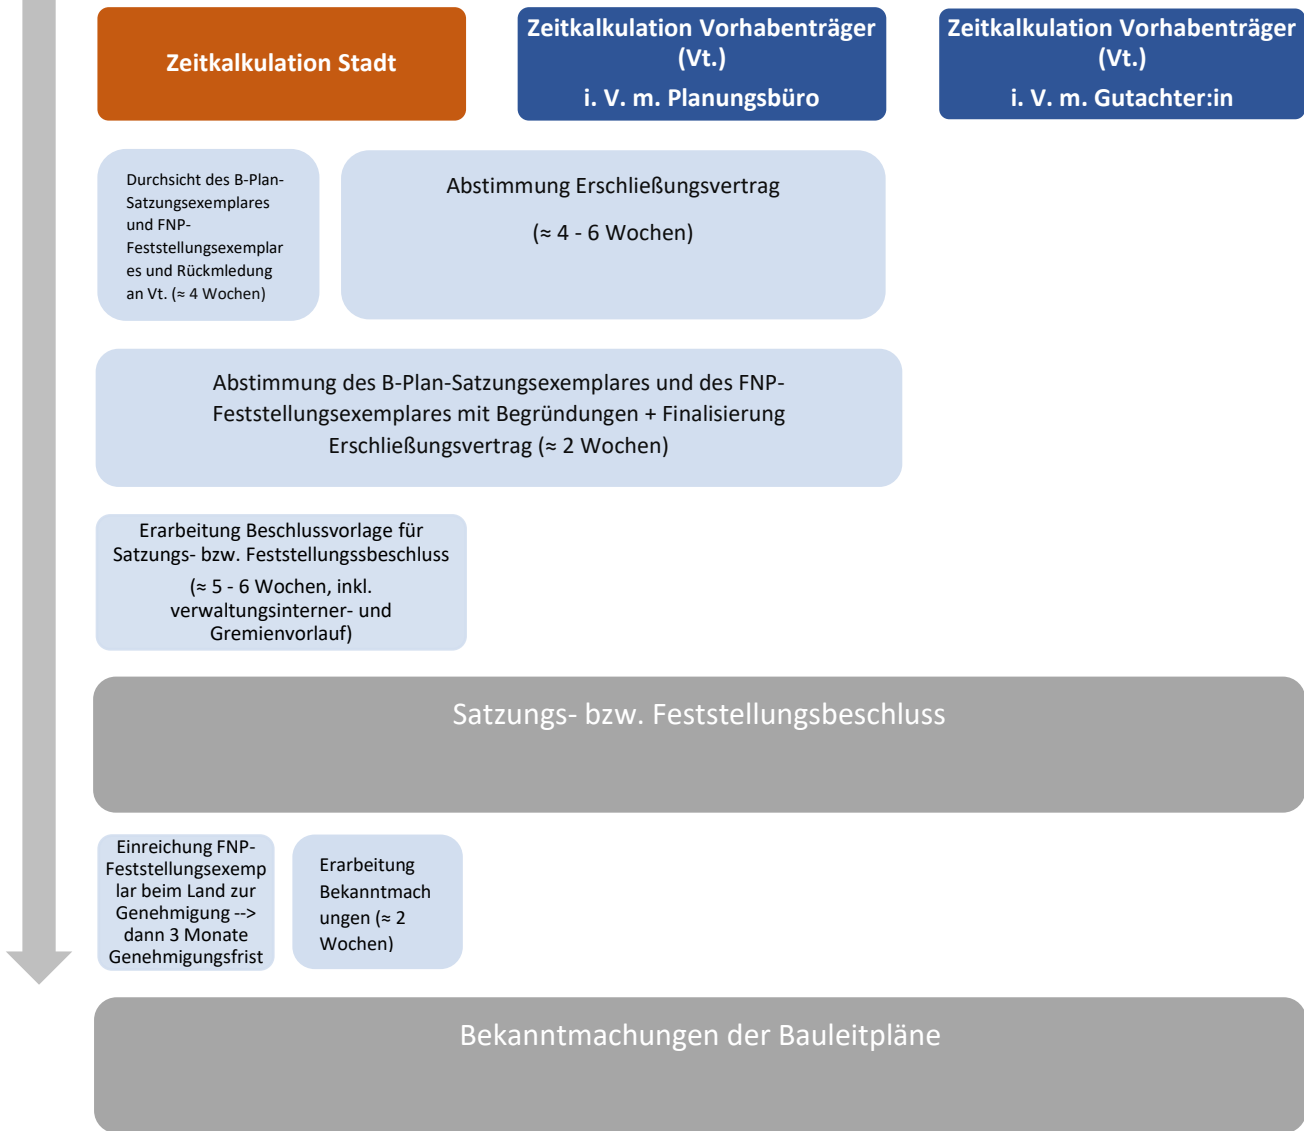 Zeitkalkulation Stadt
Zeitkalkulation Vorhabenträger
(Vt.)
i. V. m. Planungsbüro
Zeitkalkulation Vorhabenträger
(Vt.)
i. V. m. Gutachter:in
Durchsicht des B-Plan-
Satzungsexemplares
und FNP-
Feststellungsexemplar
es und Rückmledung
an Vt. (≈ 4 Wochen)
Abstimmung Erschließungsvertrag
(≈ 4 - 6 Wochen)
Abstimmung des B-Plan-Satzungsexemplares und des FNP-
Feststellungsexemplares mit Begründungen + Finalisierung
Erschließungsvertrag (≈ 2 Wochen)
Erarbeitung Beschlussvorlage für
Satzungs- bzw. Feststellungssbeschluss
(≈ 5 - 6 Wochen, inkl.
verwaltungsinterner- und
Gremienvorlauf)
Satzungs- bzw. Feststellungsbeschluss
Einreichung FNP-
Feststellungsexemp
lar beim Land zur
Genehmigung -->
dann 3 Monate
Genehmigungsfrist
Erarbeitung
Bekanntmach
ungen (≈ 2
Wochen)
Bekanntmachungen der Bauleitpläne